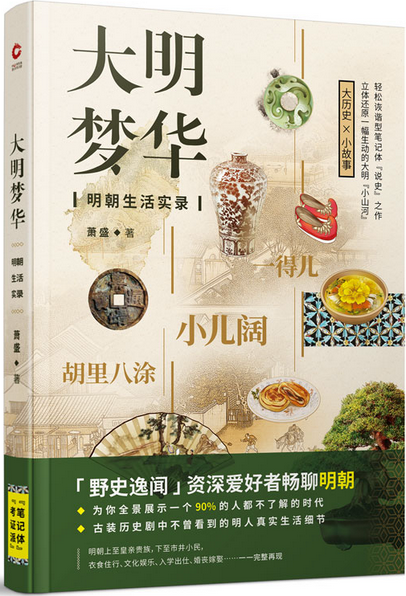 大明
梦华
明朝生活实录
萧盛◆著
大历史×小故事
轻松诙谐型笔记体『说史』之作
立体还原一幅生动的大明『小山河』
一得儿
小儿阔
胡里八涂
「野史逸闻」资深爱好者畅聊明朝
◆ 为你全景展示一个90%的人都不了解的时代
◆ 古装历史剧中不曾看到的明人真实生活细节
明朝上至皇亲贵族,下至市井小民,
衣食住行、文化娱乐、入学出仕、婚丧嫁娶……一一完整再现
大明梦华
明朝
生活
实录
萧盛◆著
笔记体
考证派